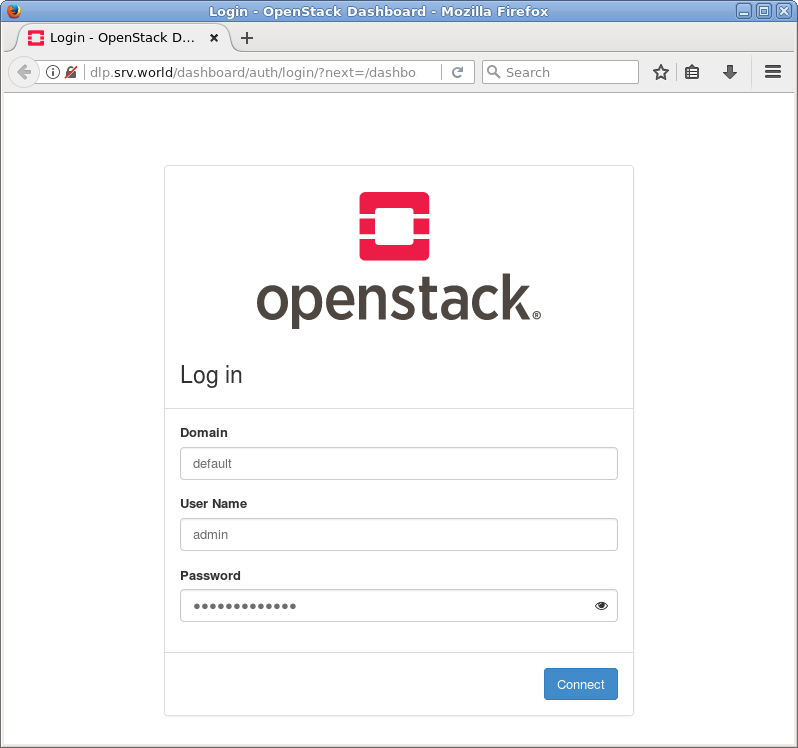 Login - OpenStack Dashboard - Mozilla Firefox
Login - OpenStack D...
dlp.srv.world/dashboard/auth/login/?next=/dashbo
Search
openstack®
Log in
Domain
default
User Name
admin
Password
•••••••••••••
Connect